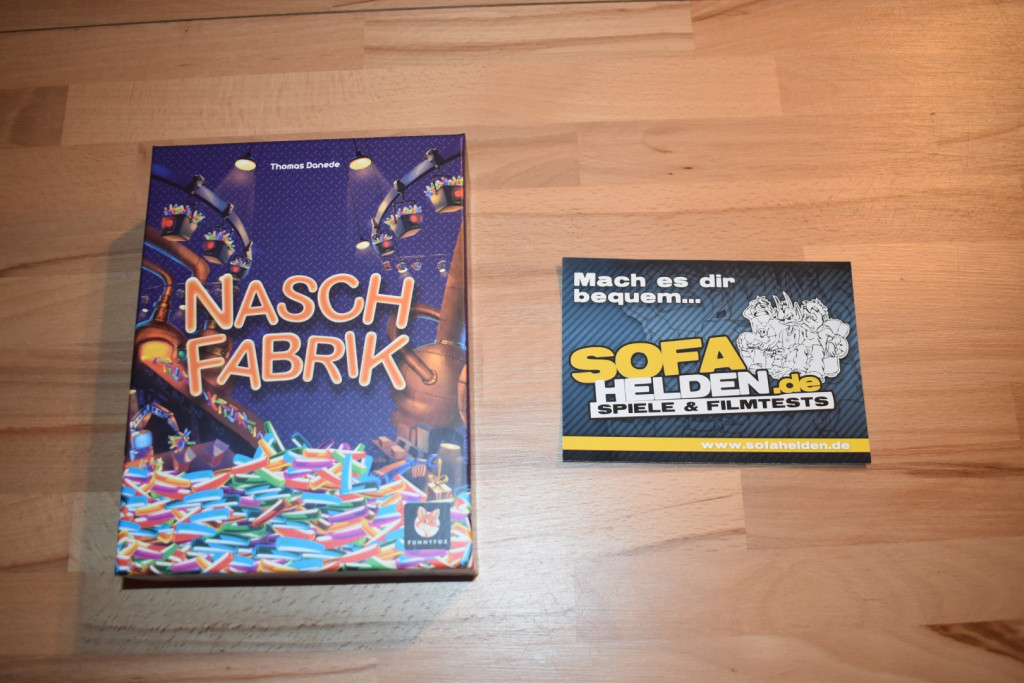 Thomas Danede
NASCH
FABRIK
FUNNYFOX
Mach es dir
bequem...
SOFA
HELDEN.de
SPIELE & FILMTESTS
www.sofahelden.de